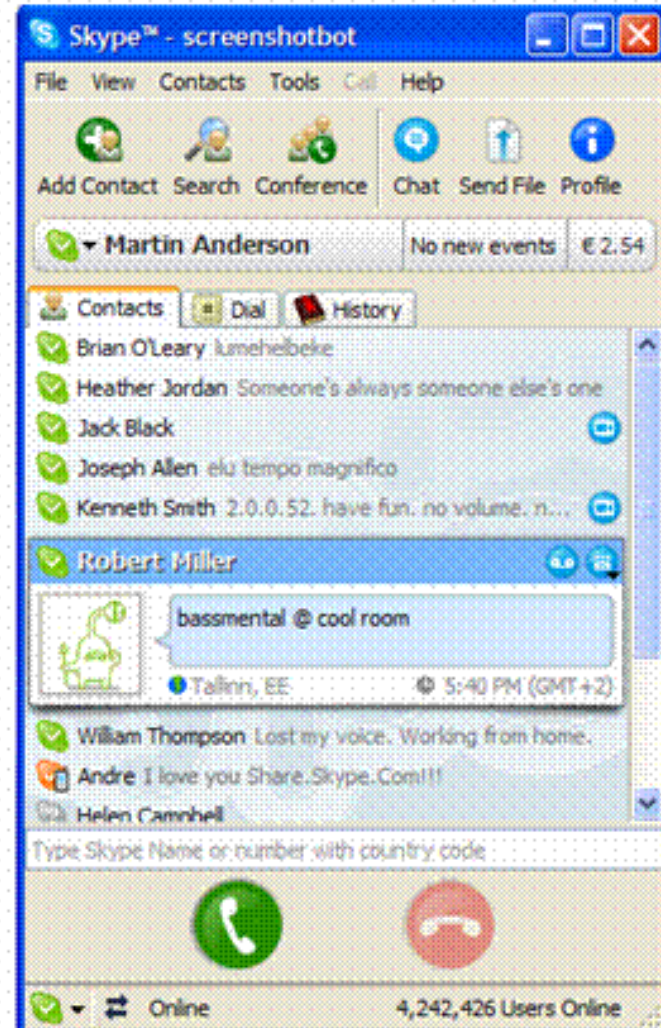 Skype™ - screenshotbot
File View Contacts Tools Call Help
Add Contact Search Conference Chat Send File Profile
Martin Anderson No new events € 2.54
Contacts Dial History
Brian O'Leary lumehelbeke
Heather Jordan Someone's always someone else's one
Jack Black
Joseph Allen elu tempo magnifico
Kenneth Smith 2.0.0.52. have fun. no volume. n...
Robert Miller
bassmental @ cool room
Tallinn, EE 5:40 PM (GMT+2)
William Thompson Lost my voice. Working from home.
Andre I love you Share.Skype.Com!!!
Helen Campbell
Type Skype Name or number with country code
Online 4,242,426 Users Online